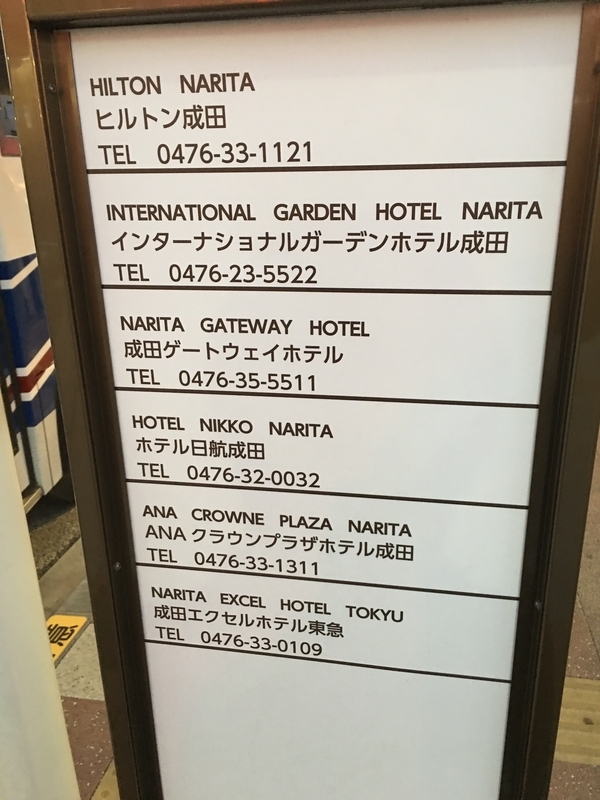 HILTON NARITA
ヒルトン成田
TEL 0476-33-1121
INTERNATIONAL GARDEN HOTEL NARITA
インターナショナルガーデンホテル成田
TEL 0476-23-5522
NARITA GATEWAY HOTEL
成田ゲートウェイホテル
TEL 0476-35-5511
HOTEL NIKKO NARITA
ホテル日航成田
TEL 0476-32-0032
ANA CROWNE PLAZA NARITA
ANAクラウンプラザホテル成田
TEL 0476-33-1311
NARITA EXCEL HOTEL TOKYU
成田エクセルホテル東急
TEL 0476-33-0109